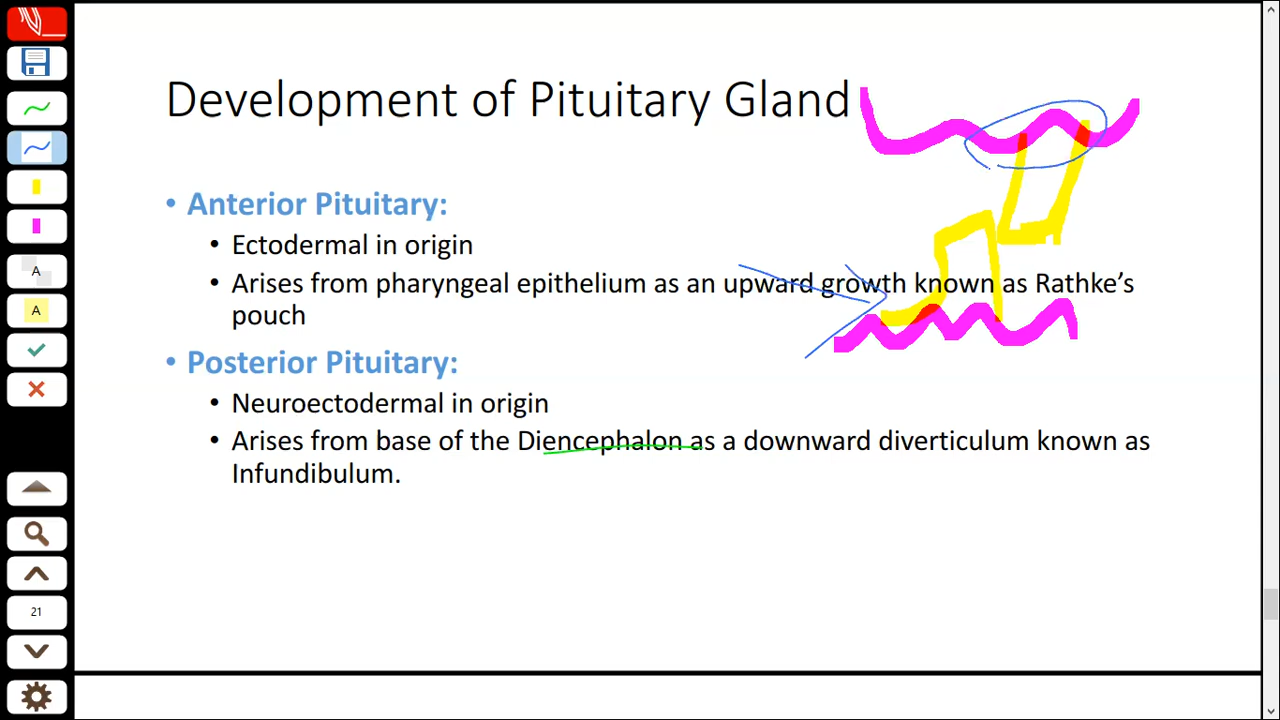 Development of Pituitary Gland
• Anterior Pituitary:
• Ectodermal in origin
• Arises from pharyngeal epithelium as an upward growth known as Rathke’s
pouch
• Posterior Pituitary:
• Neuroectodermal in origin
• Arises from base of the Diencephalon as a downward diverticulum known as
Infundibulum.
A
A
21